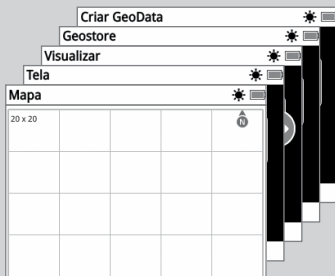 Criar GeoData
Geostore
Visualizar
Tela
Mapa
20 x 20
N